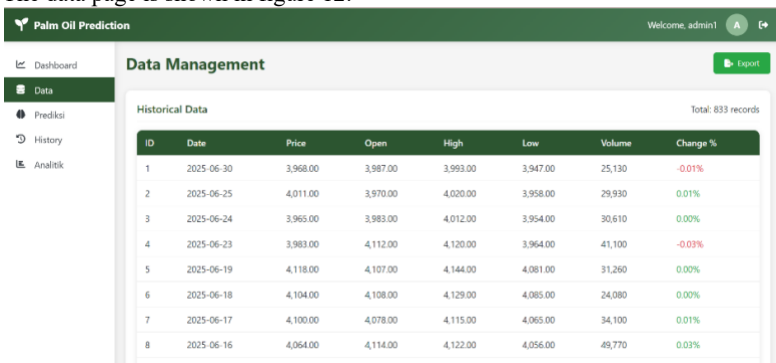 The data page is shown in figure 12.
Palm Oil Prediction Welcome, admin1 A
Dashboard
Data
Prediksi
History
Analitik
Data Management Export
Historical Data Total: 833 records
ID Date Price Open High Low Volume Change %
1 2025-06-30 3,968.00 3,987.00 3,993.00 3,947.00 25,130 -0.01%
2 2025-06-25 4,011.00 3,970.00 4,020.00 3,958.00 29,930 0.01%
3 2025-06-24 3,965.00 3,983.00 4,012.00 3,954.00 30,610 0.00%
4 2025-06-23 3,983.00 4,112.00 4,120.00 3,964.00 41,100 -0.03%
5 2025-06-19 4,118.00 4,107.00 4,144.00 4,081.00 31,260 0.00%
6 2025-06-18 4,104.00 4,108.00 4,129.00 4,085.00 24,080 0.00%
7 2025-06-17 4,100.00 4,078.00 4,115.00 4,065.00 34,100 0.01%
8 2025-06-16 4,064.00 4,114.00 4,122.00 4,056.00 49,770 0.03%